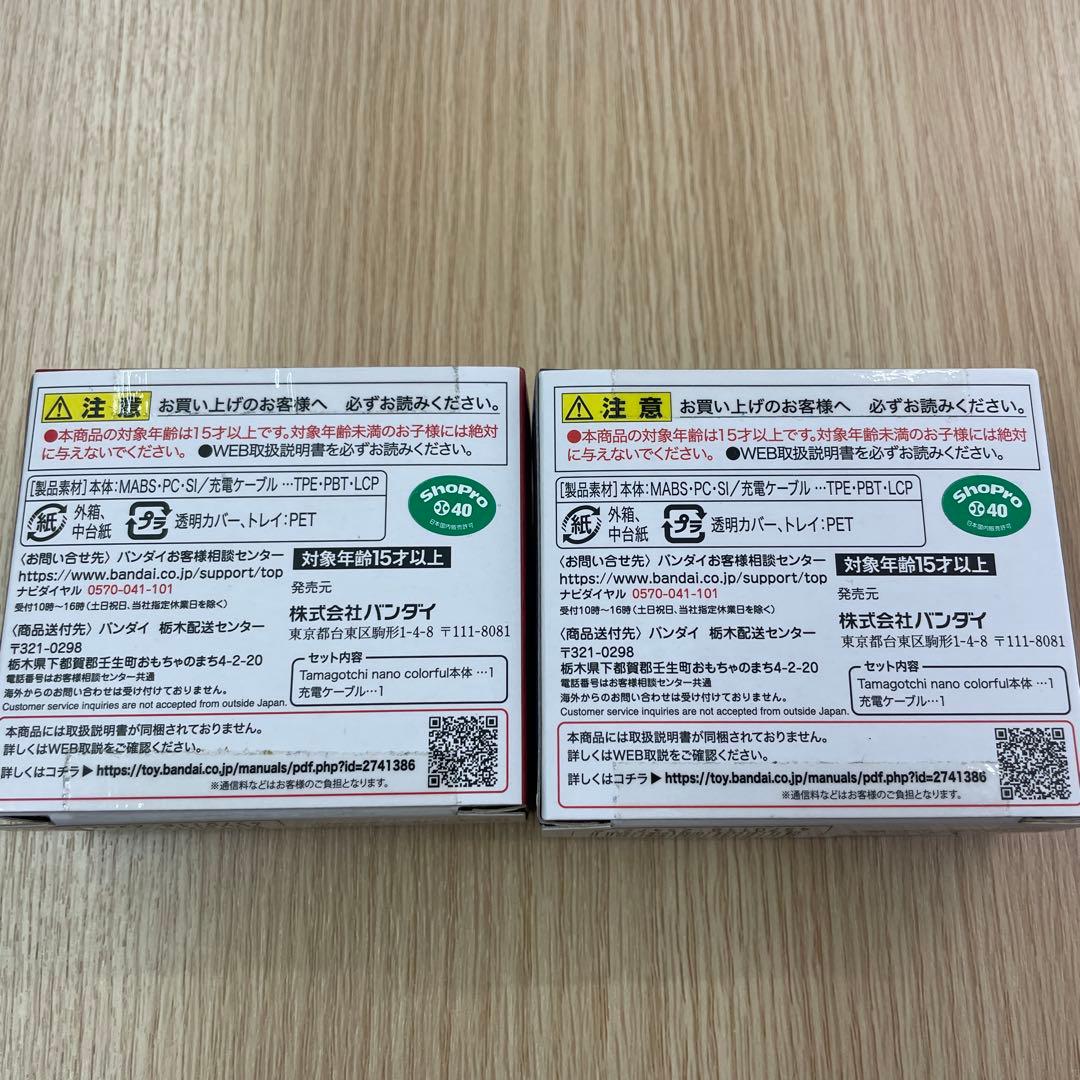 注意 お買い上げのお客様へ 必ずお読みください。
●本商品の対象年齢は15才以上です。対象年齢未満のお子様には絶対
に与えないでください。 ●WEB取扱説明書を必ずお読みください。
[製品素材]本体:MABS・PC・SI/充電ケーブル…TPE・PBT・LCP
紙 外箱、
中台紙
プラ 透明カバー、トレイ:PET
ShoPro
40
日本国内販売許可
〈お問い合せ先〉バンダイお客様相談センター
https://www.bandai.co.jp/support/top
ナビダイヤル 0570-041-101
受付10時～16時(土日祝日、当社指定休業日を除く)
〈商品送付先〉バンダイ 栃木配送センター
〒321-0298
栃木県下都賀郡壬生町おもちゃのまち4-2-20
電話番号はお客様相談センター共通
海外からのお問い合わせは受け付けておりません。
Customer service inquiries are not accepted from outside Japan.
対象年齢15才以上
発売元
株式会社バンダイ
東京都台東区駒形1-4-8 〒111-8081
セット内容
Tamagotchi nano colorful本体…1
充電ケーブル…1
本商品には取扱説明書が同梱されておりません。
詳しくはWEB取説をご確認ください。
詳しくはコチラ▶https://toy.bandai.co.jp/manuals/pdf.php?id=2741386
※通信料などはお客様のご負担となります。
注意 お買い上げのお客様へ 必ずお読みください。
●本商品の対象年齢は15才以上です。対象年齢未満のお子様には絶対
に与えないでください。 ●WEB取扱説明書を必ずお読みください。
[製品素材]本体:MABS・PC・SI/充電ケーブル…TPE・PBT・LCP
紙 外箱、
中台紙
プラ 透明カバー、トレイ:PET
ShoPro
40
日本国内販売許可
〈お問い合せ先〉バンダイお客様相談センター
https://www.bandai.co.jp/support/top
ナビダイヤル 0570-041-101
受付10時～16時(土日祝日、当社指定休業日を除く)
〈商品送付先〉バンダイ 栃木配送センター
〒321-0298
栃木県下都賀郡壬生町おもちゃのまち4-2-20
電話番号はお客様相談センター共通
海外からのお問い合わせは受け付けておりません。
Customer service inquiries are not accepted from outside Japan.
対象年齢15才以上
発売元
株式会社バンダイ
東京都台東区駒形1-4-8 〒111-8081
セット内容
Tamagotchi nano colorful本体…1
充電ケーブル…1
本商品には取扱説明書が同梱されておりません。
詳しくはWEB取説をご確認ください。
詳しくはコチラ▶https://toy.bandai.co.jp/manuals/pdf.php?id=2741386
※通信料などはお客様のご負担となります。